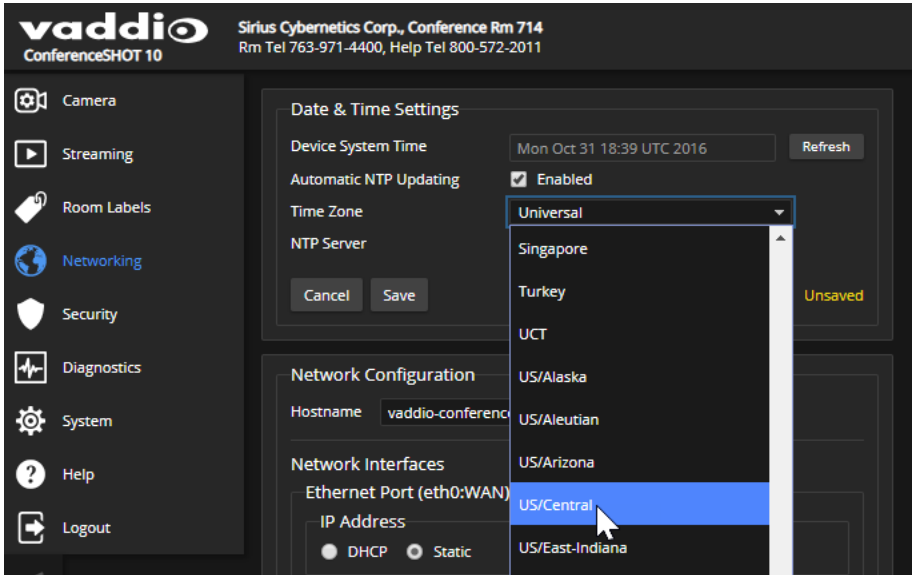 vaddio
ConferenceSHOT 10
Sirius Cybernetics Corp., Conference Rm 714
Rm Tel 763-971-4400, Help Tel 800-572-2011
Camera
Streaming
Room Labels
Networking
Security
Diagnostics
System
Help
Logout
Date & Time Settings
Device System Time Mon Oct 31 18:39 UTC 2016 Refresh
Automatic NTP Updating Enabled
Time Zone Universal
NTP Server
Singapore
Turkey
UCT
US/Alaska
US/Aleutian
US/Arizona
US/Central
US/East-Indiana
Cancel Save Unsaved
Network Configuration
Hostname vaddio-conferenc
Network Interfaces
Ethernet Port (eth0:WAN)
IP Address
DHCP Static